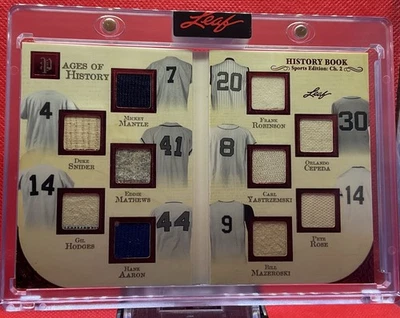 Leaf
P
AGES OF HISTORY
HISTORY BOOK
Sports Edition: Ch. 2
Leaf
7
MICKEY MANTLE
4
DUKE SNIDER
41
EDDIE MATHEWS
14
GIL HODGES
44
HANK AARON
20
FRANK ROBINSON
30
ORLANDO CEPEDA
8
CARL YASTRZEMSKI
14
PETE ROSE
9
BILL MAZEROSKI